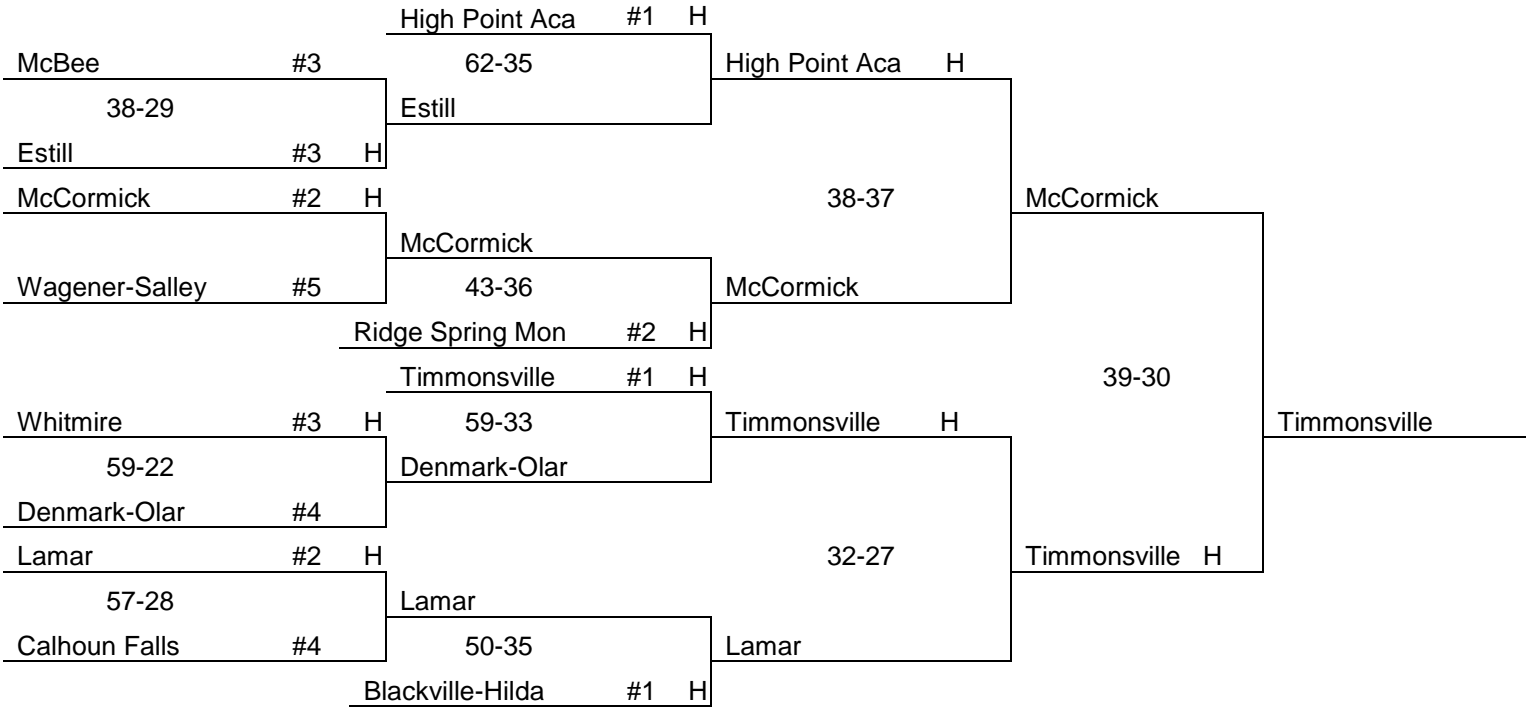 High Point Aca #1 H
McBee #3 62-35 High Point Aca H
38-29 Estill
Estill #3 H
McCormick #2 H 38-37 McCormick
McCormick
Wagener-Salley #5 43-36 McCormick
Ridge Spring Mon #2 H
Timmonsville #1 H 39-30
Whitmire #3 H 59-33 Timmonsville H Timmonsville
59-22 Denmark-Olar
Denmark-Olar #4
Lamar #2 H 32-27 Timmonsville H
57-28 Lamar
Calhoun Falls #4 50-35 Lamar
Blackville-Hilda #1 H